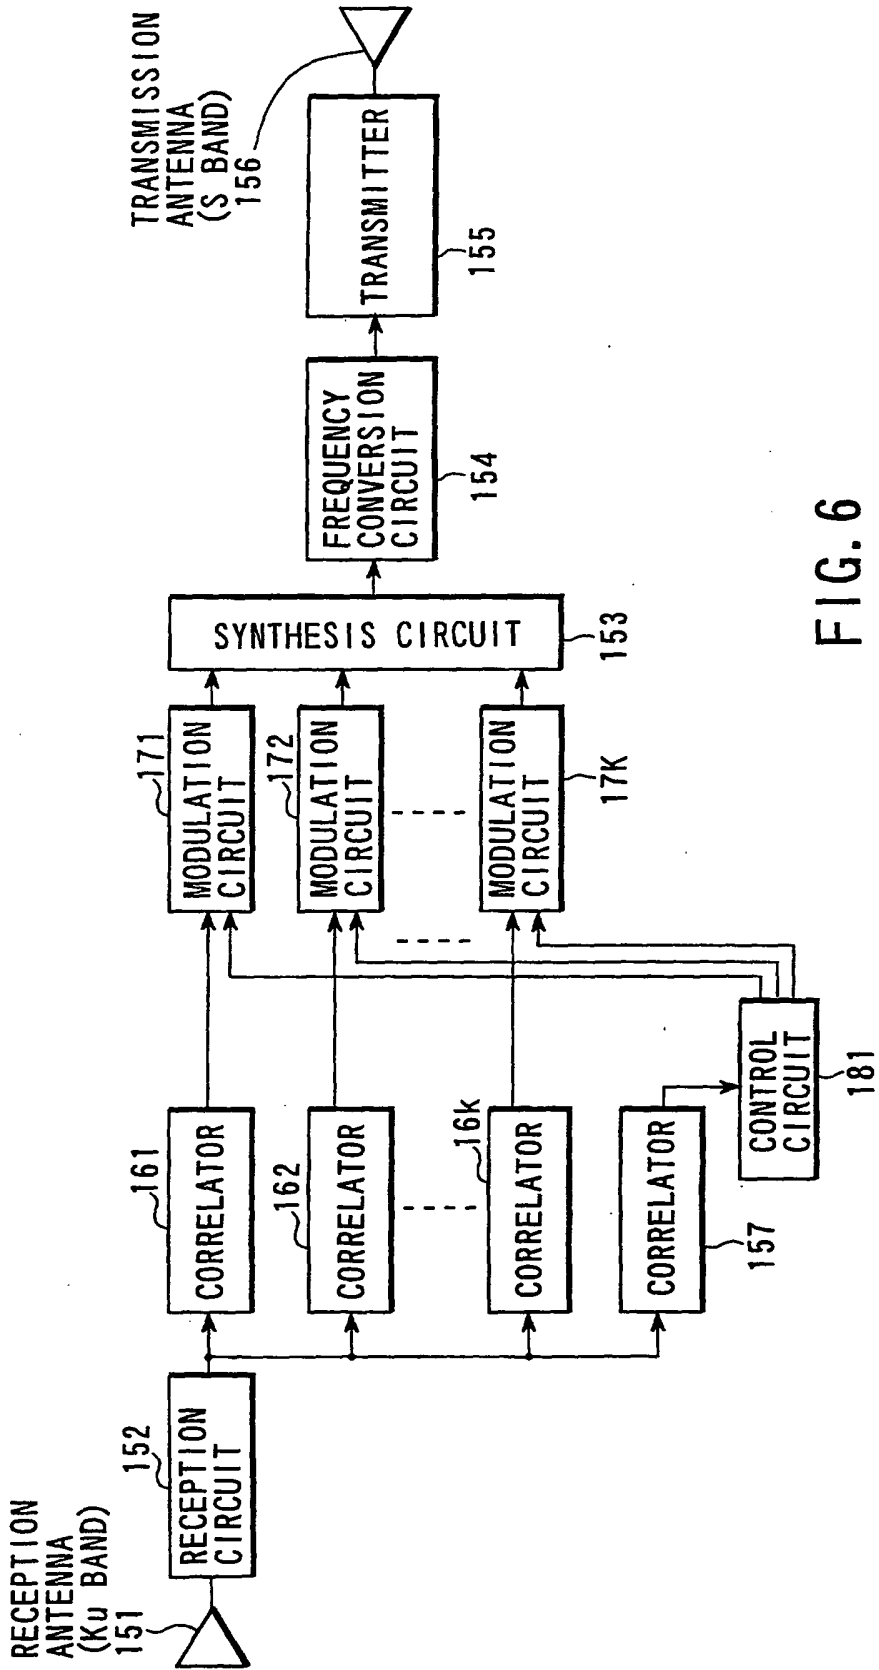 RECEPTION
ANTENNA
(Ku BAND)
151
152
RECEPTION
CIRCUIT
161
CORRELATOR
162
CORRELATOR
16K
CORRELATOR
CORRELATOR
157
CONTROL
CIRCUIT
181
171
MODULATION
CIRCUIT
172
MODULATION
CIRCUIT
MODULATION
CIRCUIT
17K
SYNTHESIS CIRCUIT
153
FREQUENCY
CONVERSION
CIRCUIT
154
TRANSMITTER
155
TRANSMISSION
ANTENNA
(S BAND)
156
FIG. 6